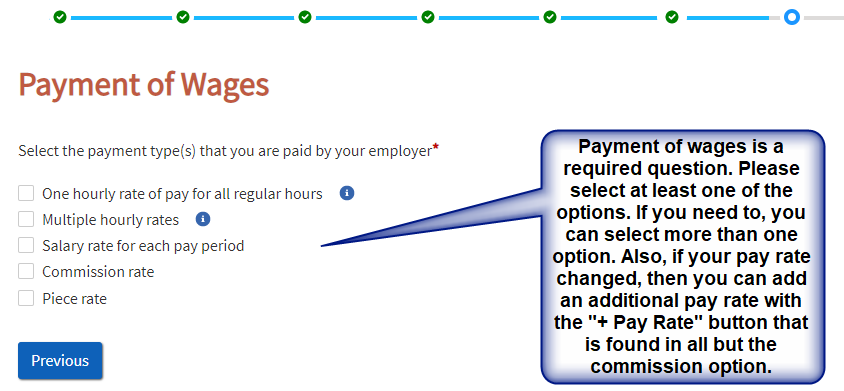 Payment of Wages
Select the payment type(s) that you are paid by your employer*
One hourly rate of pay for all regular hours
Multiple hourly rates
Salary rate for each pay period
Commission rate
Piece rate
Previous
Payment of wages is a
required question. Please
select at least one of the
options. If you need to, you
can select more than one
option. Also, if your pay rate
changed, then you can add
an additional pay rate with
the "+ Pay Rate" button that
is found in all but the
commission option.